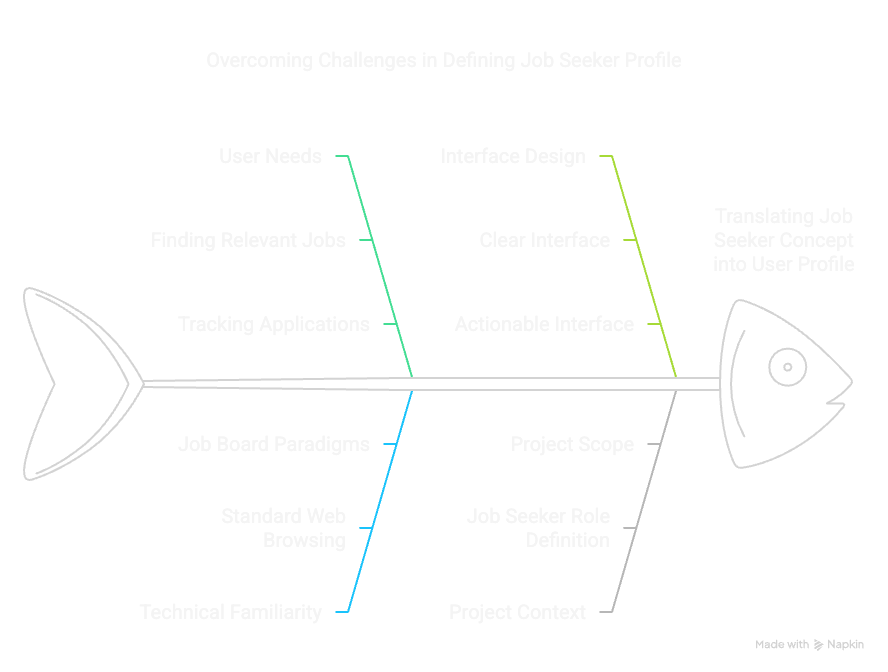 Overcoming Challenges in Defining Job Seeker Profile
User Needs
Interface Design
Finding Relevant Jobs
Clear Interface
Tracking Applications
Actionable Interface
Translating Job
Seeker Concept
into User Profile
Job Board Paradigms
Project Scope
Standard Web
Browsing
Job Seeker Role
Definition
Technical Familiarity
Project Context
Made with Napkin